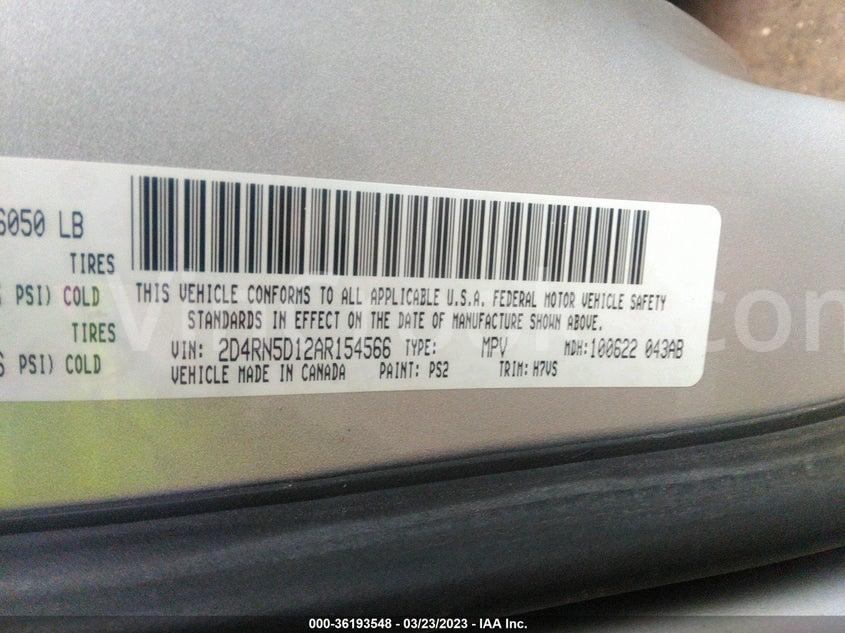 6050 LB
TIRES
PSI) COLD
TIRES
PSI) COLD
THIS VEHICLE CONFORMS TO ALL APPLICABLE U.S.A. FEDERAL MOTOR VEHICLE SAFETY
STANDARDS IN EFFECT ON THE DATE OF MANUFACTURE SHOWN ABOVE.
VIN: 2D4RN5D12AR154566 TYPE: MPV MDH: 100622 043AB
VEHICLE MADE IN CANADA PAINT: PS2 TRIM: H7VS
000-36193548 - 03/23/2023 - IAA Inc.